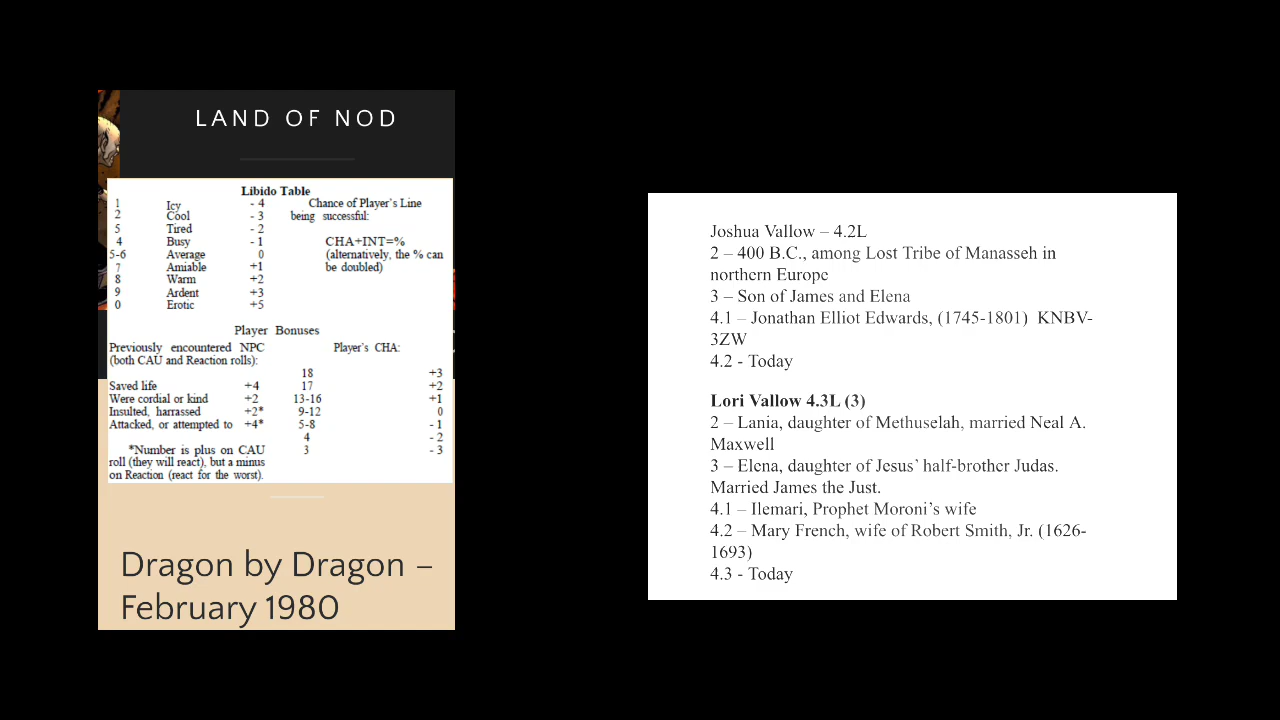 LAND OF NOD
Libido Table
1 Icy - 4
2 Cool - 3
5 Tired - 2
4 Busy - 1
5-6 Average 0
7 Amiable +1
8 Warm +2
9 Ardent +3
0 Erotic +5
Chance of Player's Line
being successful:
CHA+INT=%
(alternatively, the % can
be doubled)
Player Bonuses
Previously encountered NPC
(both CAU and Reaction rolls):
Saved life +4
Were cordial or kind +2
Insulted, harrassed +2*
Attacked, or attempted to +4*
*Number is plus on CAU
roll (they will react), but a minus
on Reaction (react for the worst).
Player's CHA:
18 +3
17 +2
13-16 +1
9-12 0
5-8 - 1
4 - 2
3 - 3
Dragon by Dragon –
February 1980
Joshua Vallow – 4.2L
2 – 400 B.C., among Lost Tribe of Manasseh in
northern Europe
3 – Son of James and Elena
4.1 – Jonathan Elliot Edwards, (1745-1801) KNBV-
3ZW
4.2 - Today
Lori Vallow 4.3L (3)
2 – Lania, daughter of Methuselah, married Neal A.
Maxwell
3 – Elena, daughter of Jesus’ half-brother Judas.
Married James the Just.
4.1 – Ilemari, Prophet Moroni’s wife
4.2 – Mary French, wife of Robert Smith, Jr. (1626-
1693)
4.3 - Today